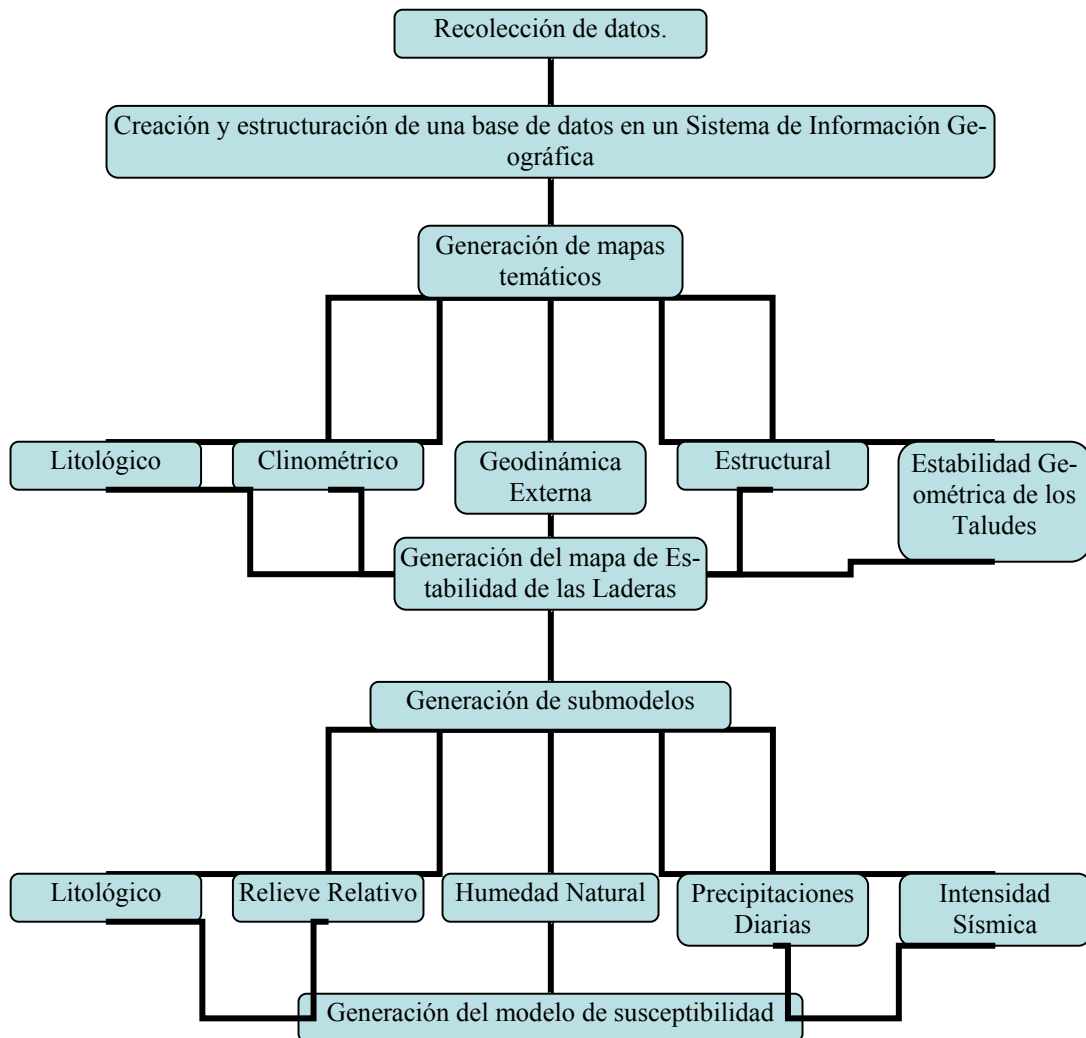 Recolección de datos.
Creación y estructuración de una base de datos en un Sistema de Información Ge-
ográfica
Generación de mapas
temáticos
Litológico
Clinométrico
Geodinámica
Externa
Estructural
Estabilidad Ge-
ométrica de los
Taludes
Generación del mapa de Es-
tabilidad de las Laderas
Generación de submodelos
Litológico
Relieve Relativo
Humedad Natural
Precipitaciones
Diarias
Intensidad
Sísmica
Generación del modelo de susceptibilidad